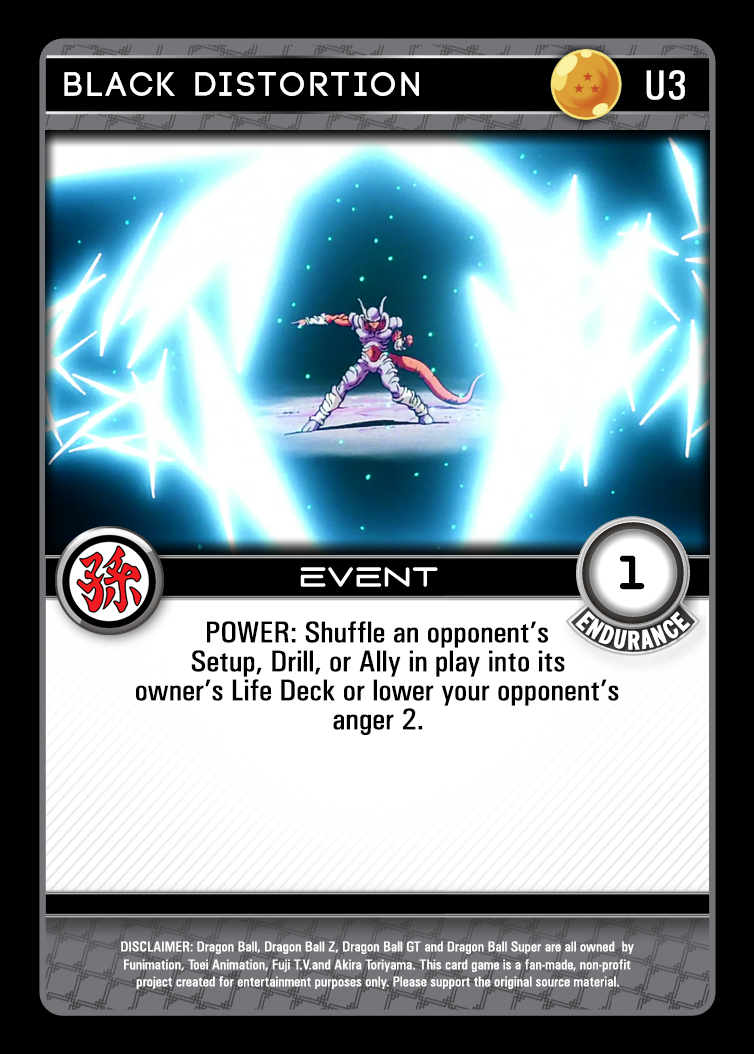 BLACK DISTORTION
U3
孫
EVENT
1
ENDURANCE
POWER: Shuffle an opponent's
Setup, Drill, or Ally in play into its
owner's Life Deck or lower your opponent's
anger 2.
DISCLAIMER: Dragon Ball, Dragon Ball Z, Dragon Ball GT and Dragon Ball Super are all owned by
Funimation, Toei Animation, Fuji T.V.and Akira Toriyama. This card game is a fan-made, non-profit
project created for entertainment purposes only. Please support the original source material.